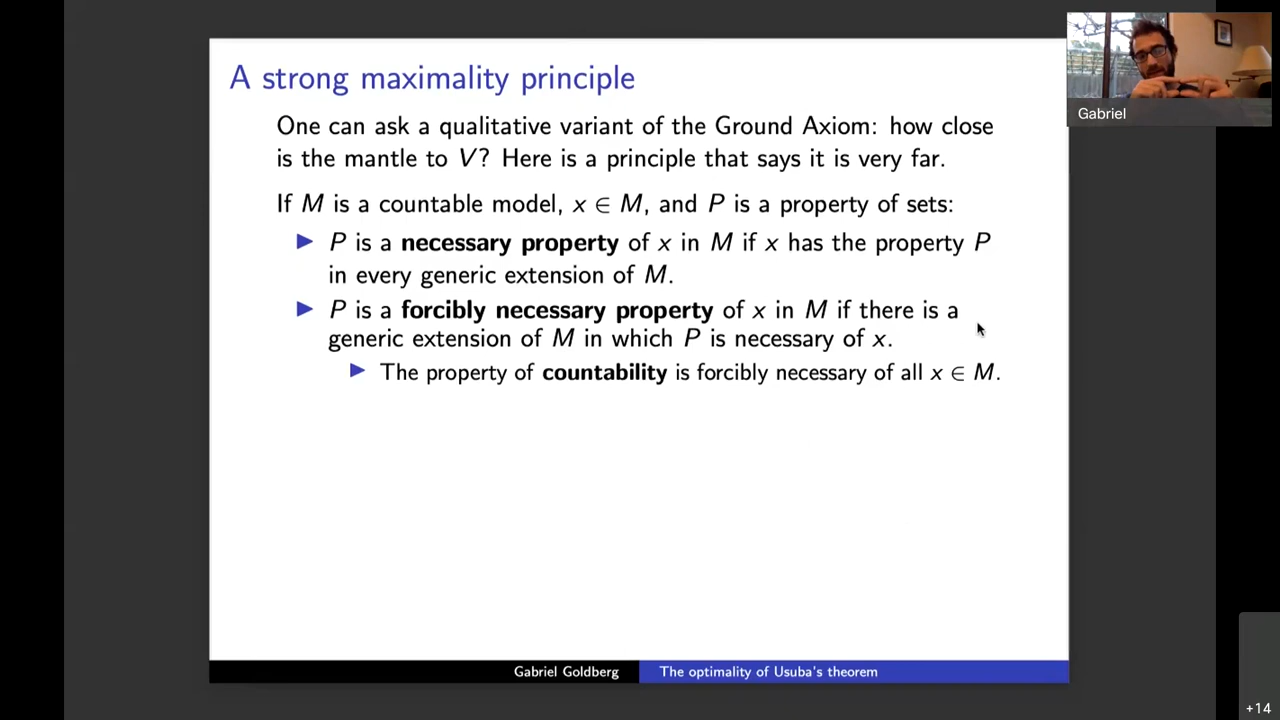 A strong maximality principle
One can ask a qualitative variant of the Ground Axiom: how close
is the mantle to V? Here is a principle that says it is very far.
If M is a countable model, x ∈ M, and P is a property of sets:
▶ P is a necessary property of x in M if x has the property P
in every generic extension of M.
▶ P is a forcibly necessary property of x in M if there is a
generic extension of M in which P is necessary of x.
▶ The property of countability is forcibly necessary of all x ∈ M.
Gabriel Goldberg
The optimality of Usuba's theorem
Gabriel
+14